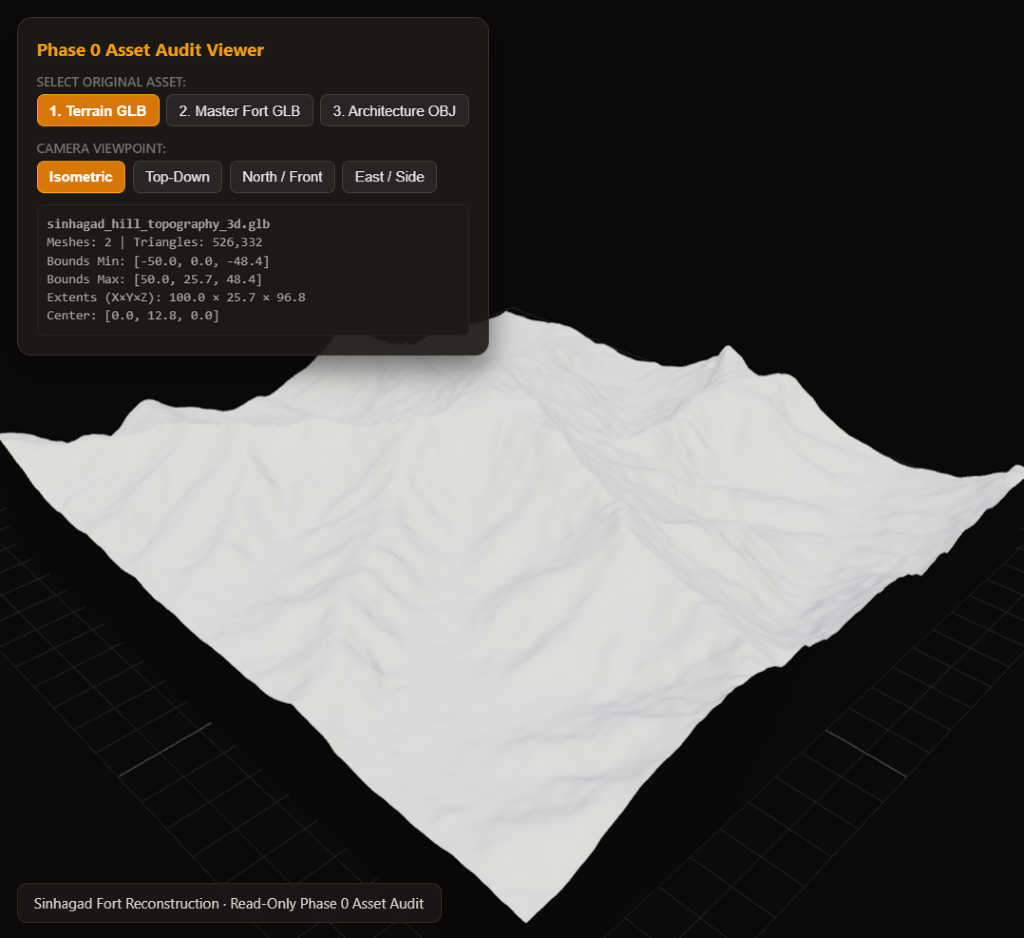 Phase 0 Asset Audit Viewer
SELECT ORIGINAL ASSET:
1. Terrain GLB 2. Master Fort GLB 3. Architecture OBJ
CAMERA VIEWPOINT:
Isometric Top-Down North / Front East / Side
sinhagad_hill_topography_3d.glb
Meshes: 2 | Triangles: 526,332
Bounds Min: [-50.0, 0.0, -48.4]
Bounds Max: [50.0, 25.7, 48.4]
Extents (X×Y×Z): 100.0 × 25.7 × 96.8
Center: [0.0, 12.8, 0.0]
Sinhagad Fort Reconstruction · Read-Only Phase 0 Asset Audit